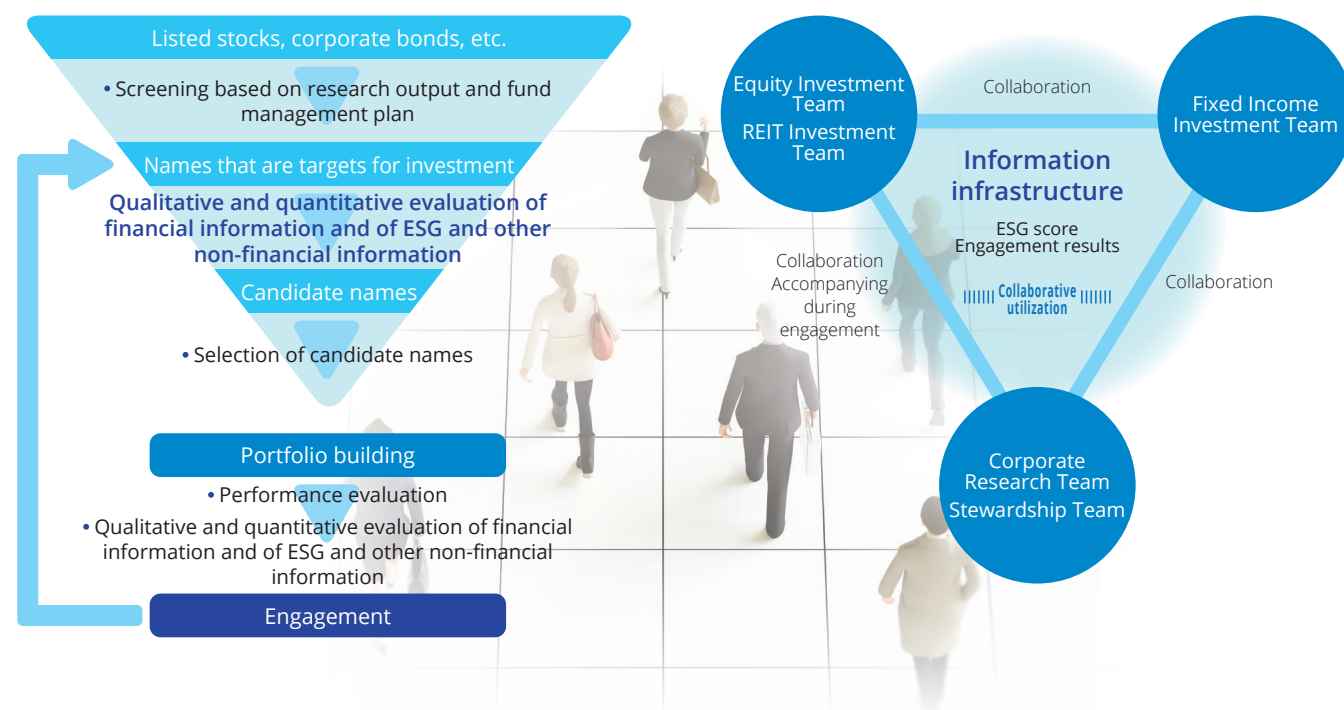 Listed stocks, corporate bonds, etc.
• Screening based on research output and fund
management plan
Names that are targets for investment
Qualitative and quantitative evaluation of
financial information and of ESG and other
non-financial information
Candidate names
• Selection of candidate names
Portfolio building
• Performance evaluation
• Qualitative and quantitative evaluation of financial
information and of ESG and other non-financial
information
Engagement
Equity Investment
Team
REIT Investment
Team
Collaboration
Fixed Income
Investment Team
Information
infrastructure
ESG score
Engagement results
Collaborative
utilization
Collaboration
Accompanying
during
engagement
Collaboration
Corporate
Research Team
Stewardship Team